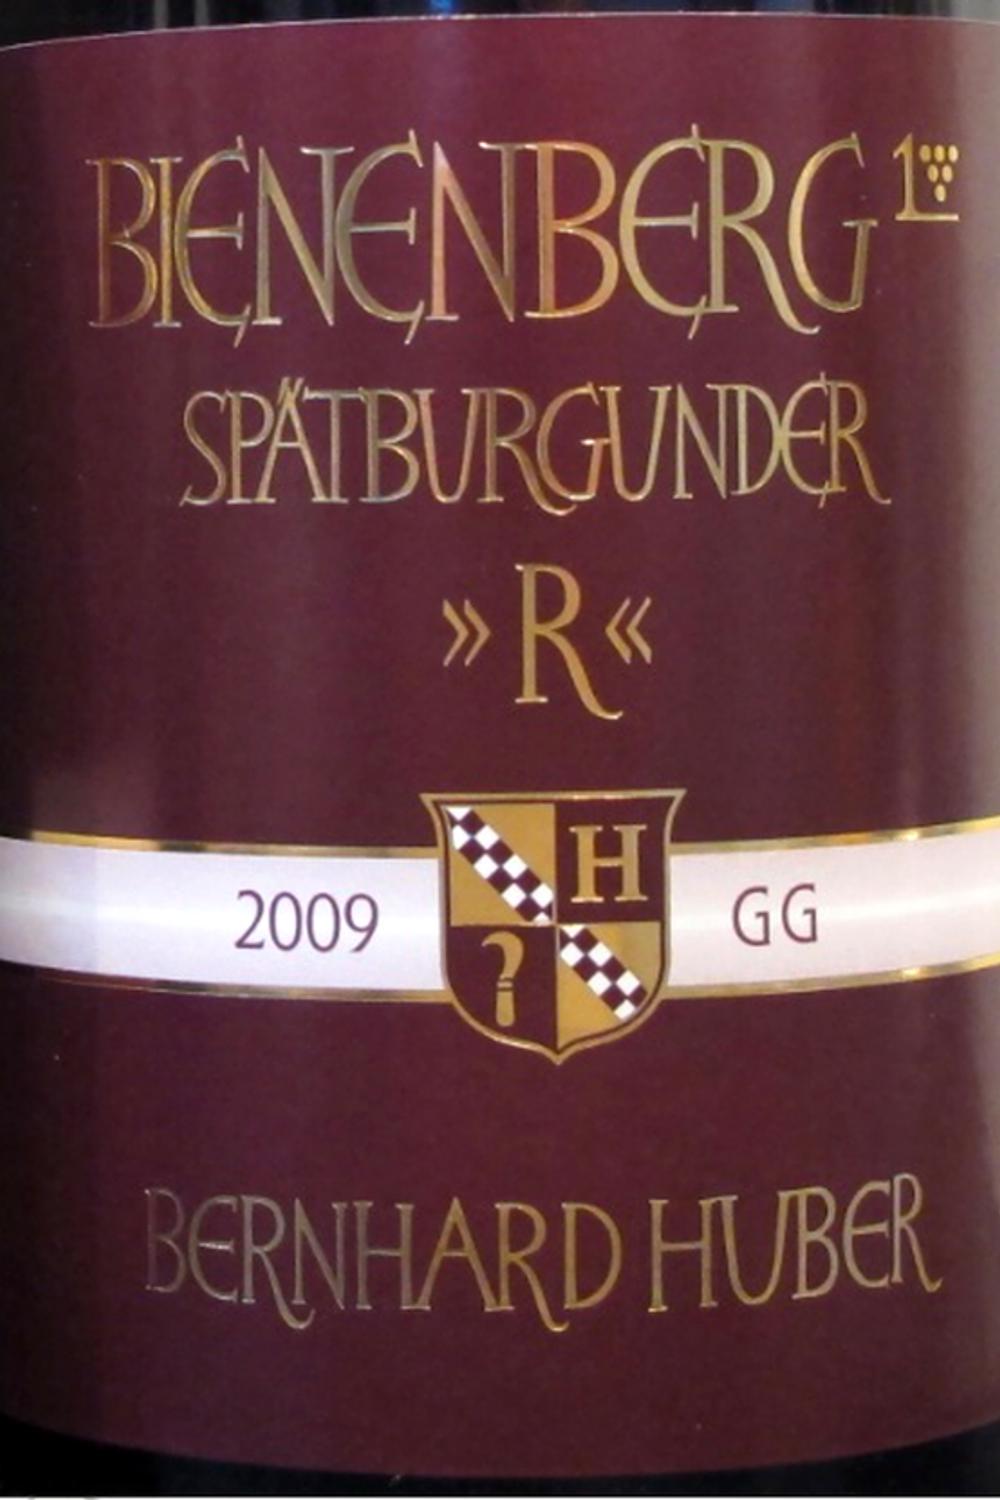 BIENENBERG 1
SPÄTBURGUNDER
»R«
H
2009 GG
BERNHARD HUBER